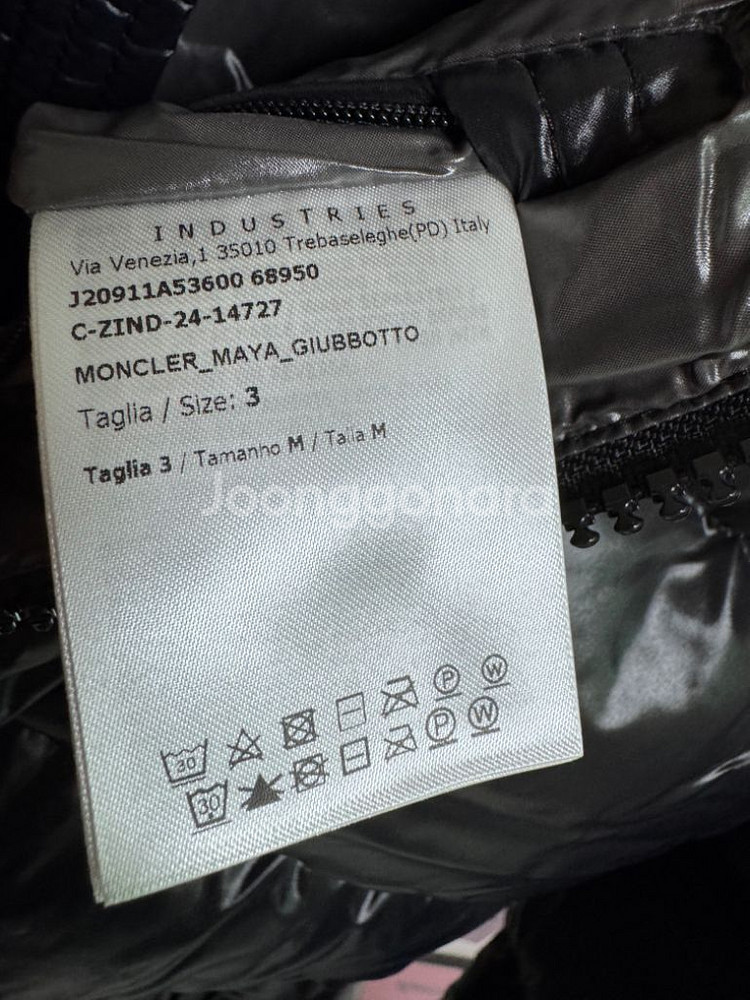 INDUSTRIES
Via Venezia,1 35010 Trebaseleghe(PD) Italy
J20911A53600 68950
C-ZIND-24-14727
MONCLER_MAYA_GIUBBOTTO
Taglia / Size: 3
Taglia 3 / Tamanho M / Talla M
Joonggonara
30 P W
30 P W